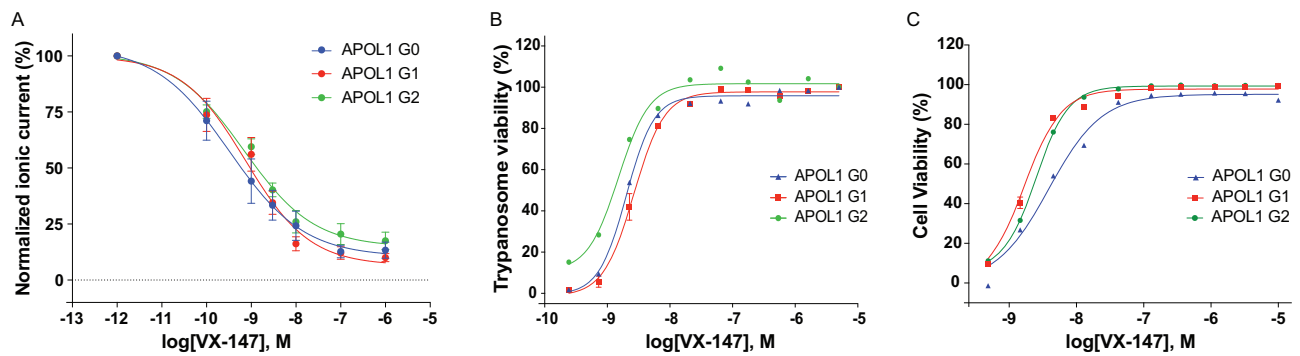 A
Normalized ionic current (%)
100
75
50
25
0
-13 -12 -11 -10 -9 -8 -7 -6 -5
log[VX-147], M
APOL1 G0
APOL1 G1
APOL1 G2
B
Trypanosome viability (%)
120
100
80
60
40
20
0
-10 -9 -8 -7 -6 -5
log[VX-147], M
APOL1 G0
APOL1 G1
APOL1 G2
C
Cell Viability (%)
120
100
80
60
40
20
0
-9 -8 -7 -6 -5
log[VX-147], M
APOL1 G0
APOL1 G1
APOL1 G2